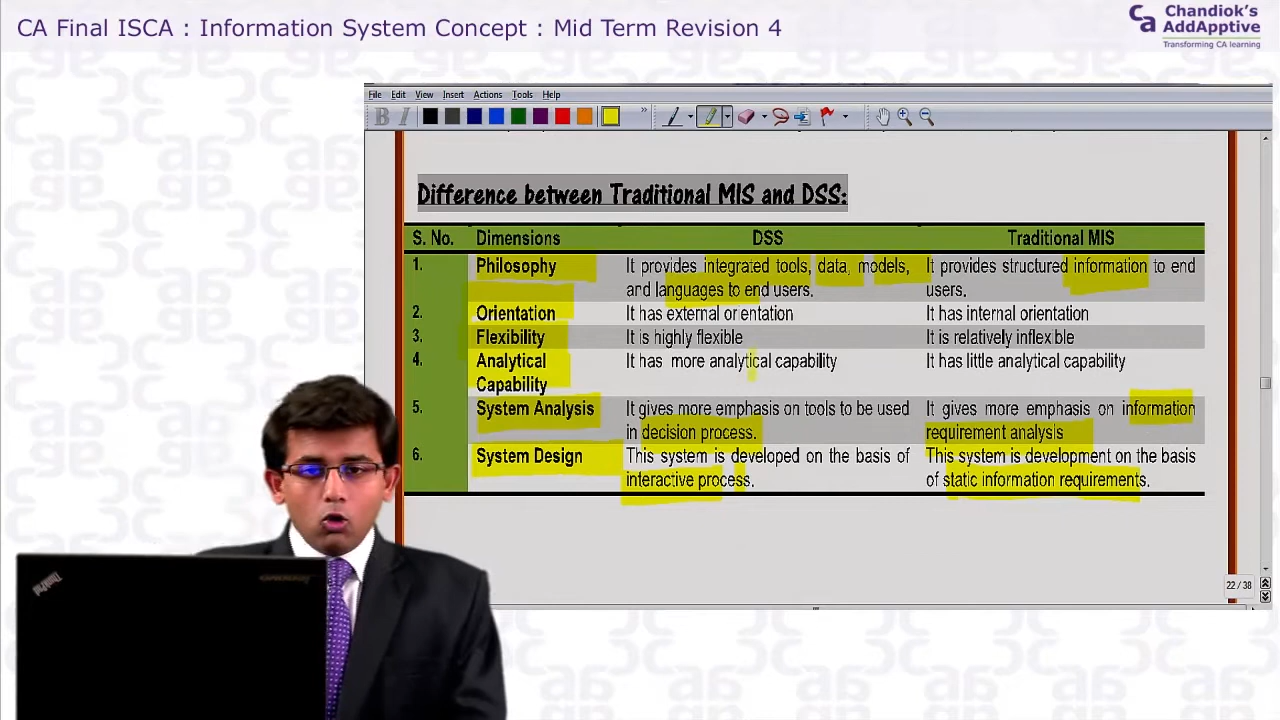 CA Final ISCA : Information System Concept : Mid Term Revision 4
Ca Chandiok's
AddApptive
Transforming CA learning
File Edit View Insert Actions Tools Help
B I
Difference between Traditional MIS and DSS:
S. No. Dimensions DSS Traditional MIS
1. Philosophy It provides integrated tools, data, models, It provides structured information to end
and languages to end users. users.
2. Orientation It has external orientation It has internal orientation
3. Flexibility It is highly flexible It is relatively inflexible
4. Analytical It has more analytical capability It has little analytical capability
Capability
5. System Analysis It gives more emphasis on tools to be used It gives more emphasis on information
in decision process. requirement analysis
6. System Design This system is developed on the basis of This system is development on the basis
interactive process. of static information requirements.
22 / 38
ThinkPad